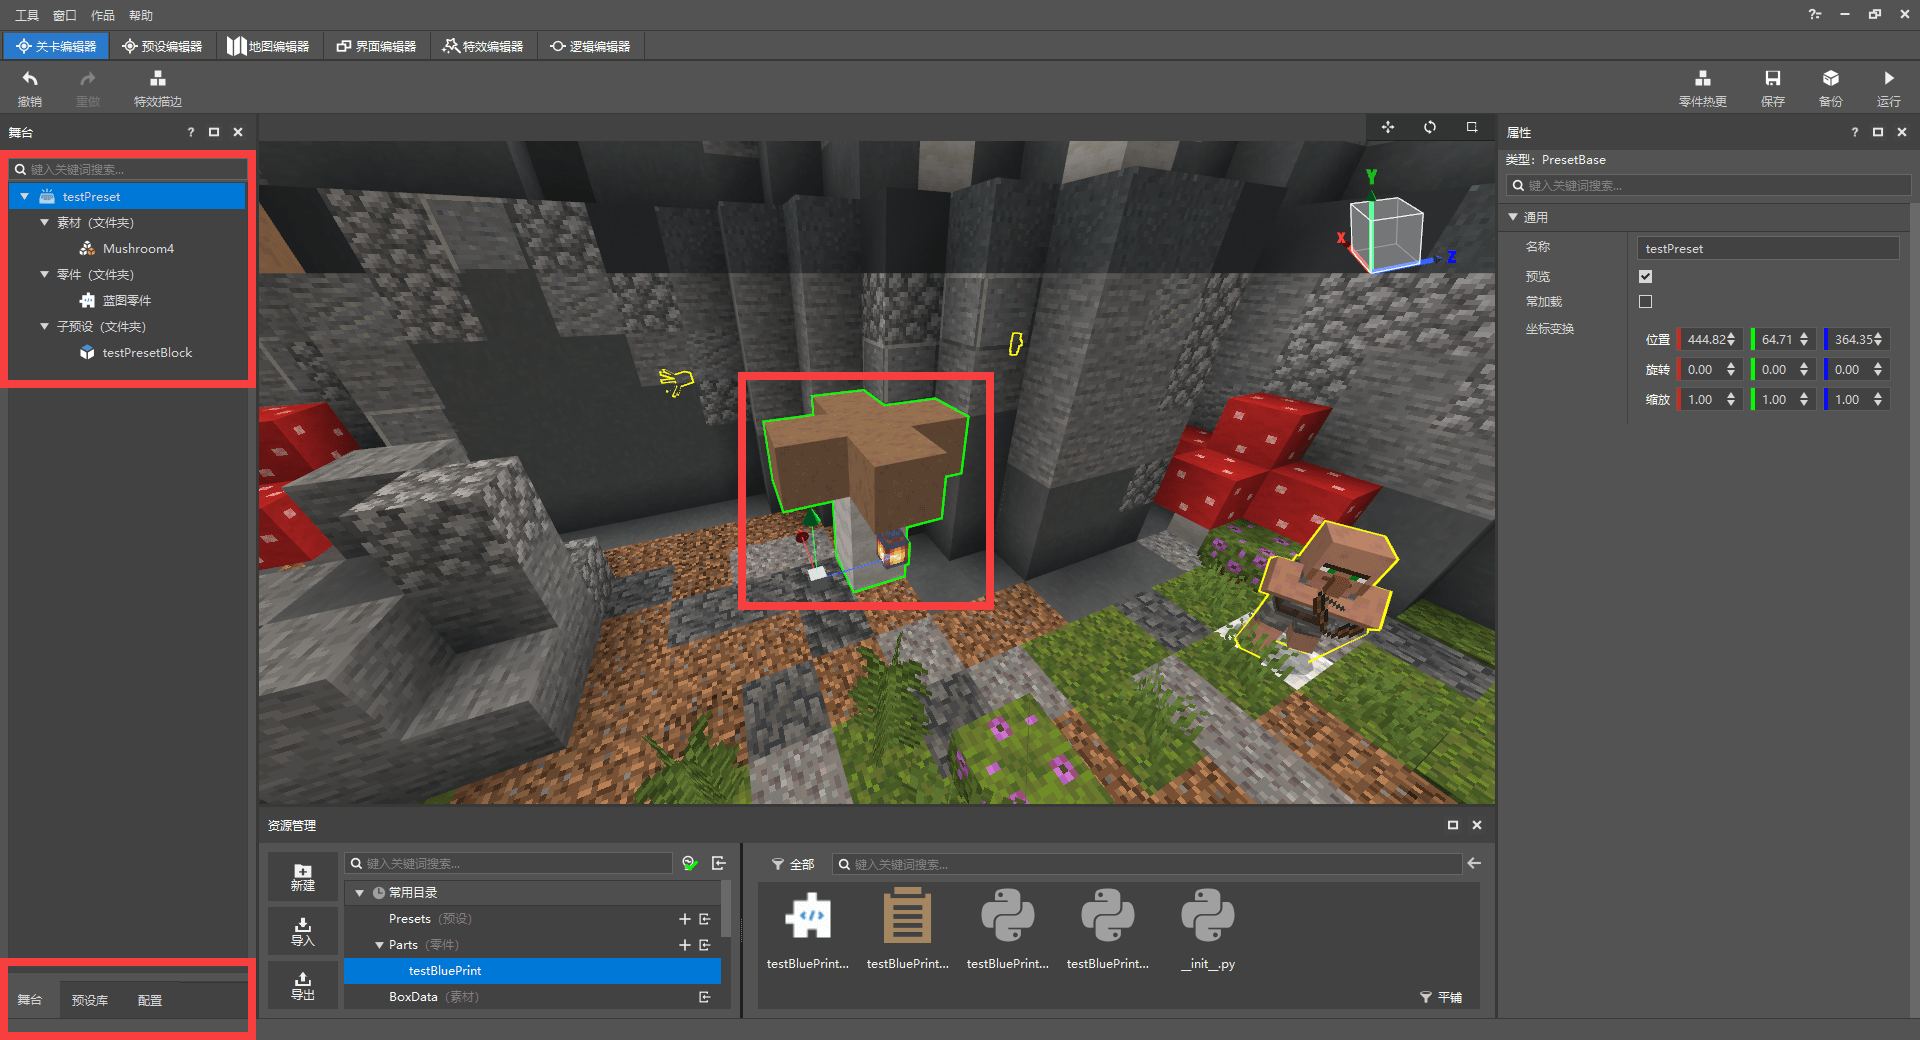 工具 窗口 作品 帮助
关卡编辑器 预设编辑器 地图编辑器 界面编辑器 特效编辑器 逻辑编辑器
撤销 重做 特效描边 零件热更 保存 备份 运行
舞台
键入关键词搜索...
testPreset
素材 (文件夹)
Mushroom4
零件 (文件夹)
蓝图零件
子预设 (文件夹)
testPresetBlock
舞台 预设库 配置
Y
X
Z
属性
类型: PresetBase
键入关键词搜索...
通用
名称 testPreset
预览
常加载
坐标变换
位置 444.82 64.71 364.35
旋转 0.00 0.00 0.00
缩放 1.00 1.00 1.00
资源管理
新建
导入
导出
键入关键词搜索...
常用目录
Presets (预设)
Parts (零件)
testBluePrint
BoxData (素材)
全部
键入关键词搜索...
testBluePrint... testBluePrint... testBluePrint... testBluePrint... __init__.py
平铺